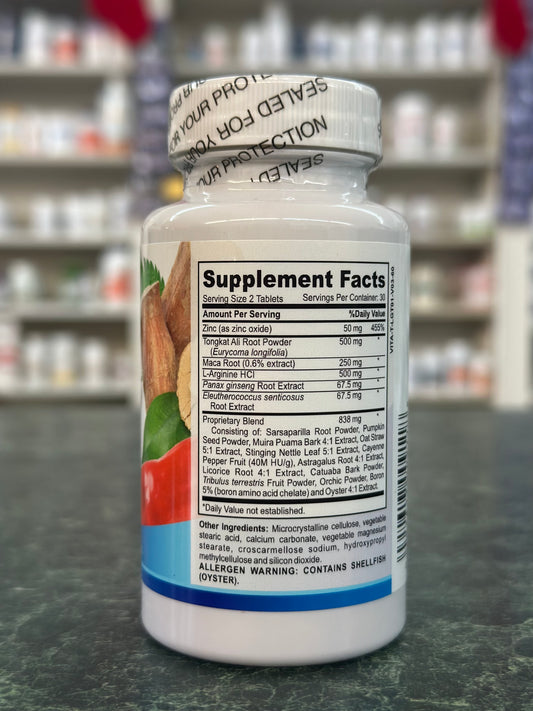 SEALED FOR YOUR PROTECTION
FOR YOUR PROTECTION SEALED
YOUR PROTECTION SEALED
Supplement Facts
Serving Size 2 Tablets Servings Per Container: 30
Amount Per Serving %Daily Value
Zinc (as zinc oxide) 50 mg 455%
Tongkat Ali Root Powder 500 mg *
(Eurycoma longifolia)
Maca Root (0.6% extract) 250 mg *
L-Arginine HCl 500 mg *
Panax ginseng Root Extract 67.5 mg *
Eleutherococcus senticosus 67.5 mg *
Root Extract
Proprietary Blend 838 mg *
Consisting of: Sarsaparilla Root Powder, Pumpkin
Seed Powder, Muira Puama Bark 4:1 Extract, Oat Straw
5:1 Extract, Stinging Nettle Leaf 5:1 Extract, Cayenne
Pepper Fruit (40M HU/g), Astragalus Root 4:1 Extract,
Licorice Root 4:1 Extract, Catuaba Bark Powder,
Tribulus terrestris Fruit Powder, Orchic Powder, Boron
5% (boron amino acid chelate) and Oyster 4:1 Extract.
*Daily Value not established.
Other Ingredients: Microcrystalline cellulose, vegetable
stearic acid, calcium carbonate, vegetable magnesium
stearate, croscarmellose sodium, hydroxypropyl
methylcellulose and silicon dioxide.
ALLERGEN WARNING: CONTAINS SHELLFISH
(OYSTER).
VITA-T-LGT01-V03-60